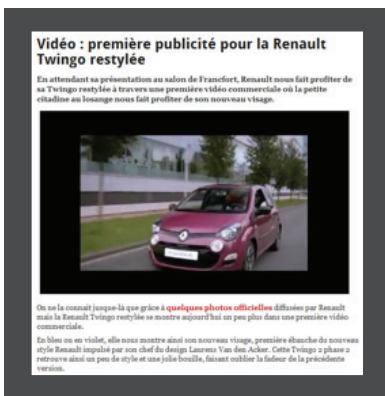 Vidéo : première publicité pour la Renault
Twingo restylée
En attendant sa présentation au salon de Francfort, Renault nous fait profiter de
sa Twingo restylée à travers une première vidéo commerciale où la petite
citadine au losange nous fait profiter de son nouveau visage.
On ne la connait jusque-là que grâce à quelques photos officielles diffusées par Renault
mais la Renault Twingo restylée se montre aujourd'hui un peu plus dans une première vidéo
commerciale.
En bleu ou en violet, elle nous montre ainsi son nouveau visage, première ébauche du nouveau
style Renault impulsé par son chef du design Laurens Van den Acker. Cette Twingo 2 phase 2
retrouve ainsi un peu de style et une jolie bouille, faisant oublier la fadeur de la précédente
version.